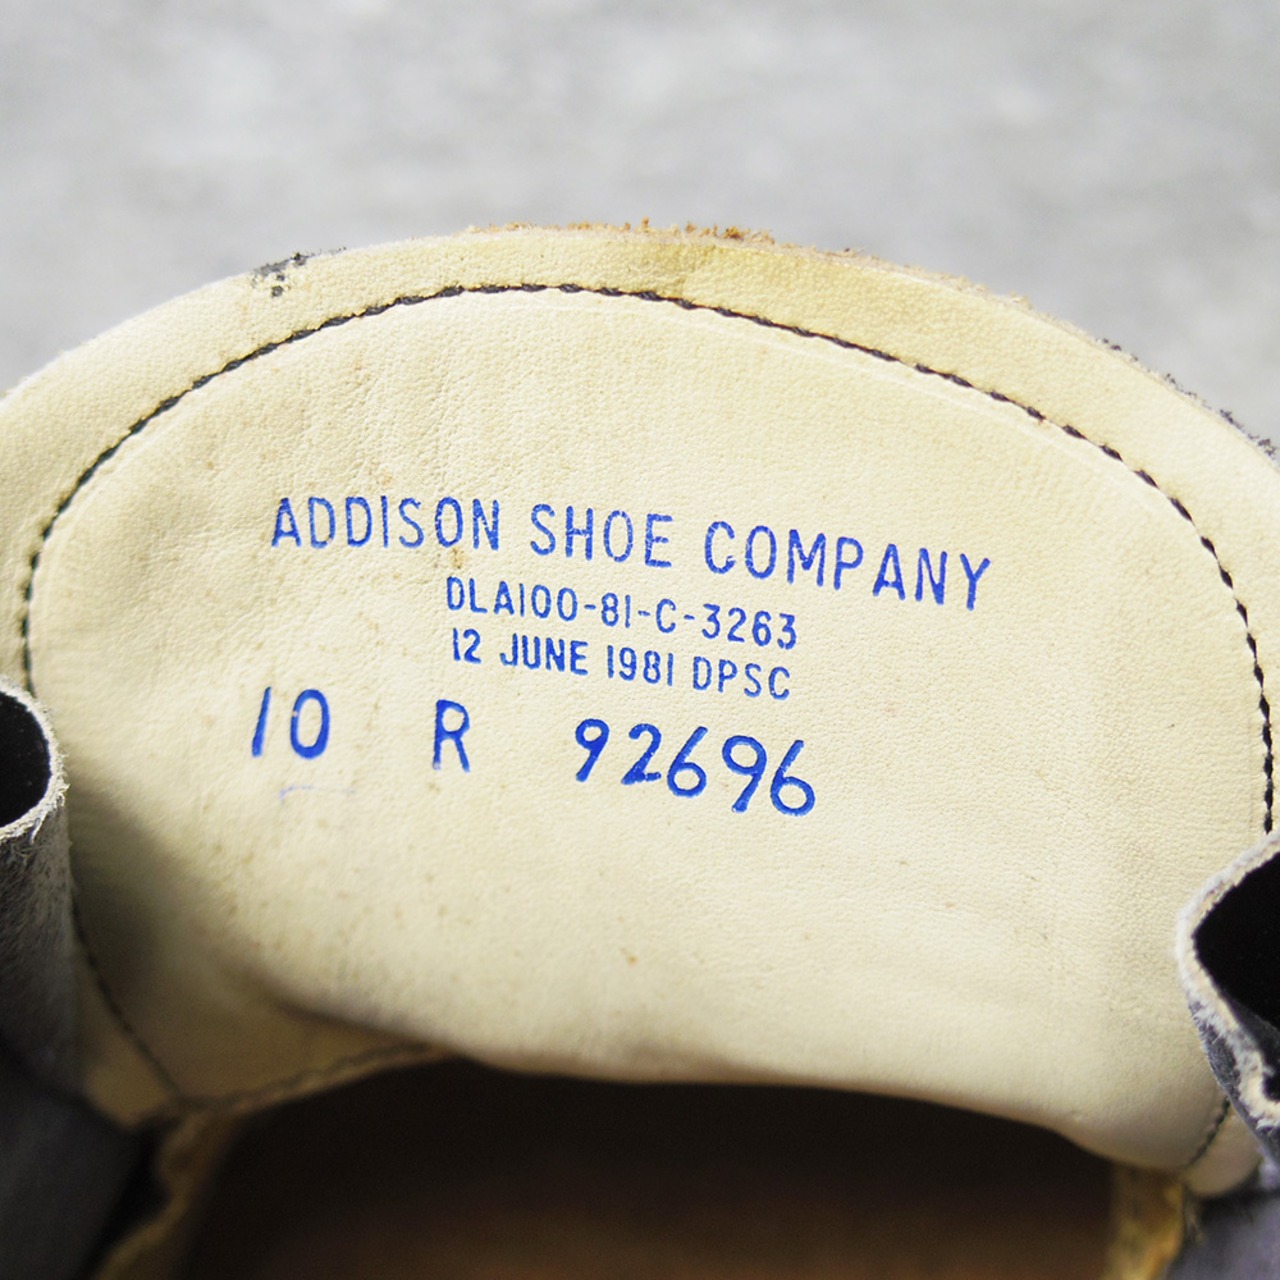 ADDISON SHOE COMPANY
DLA100-81-C-3263
12 JUNE 1981 DPSC
10 R 92696